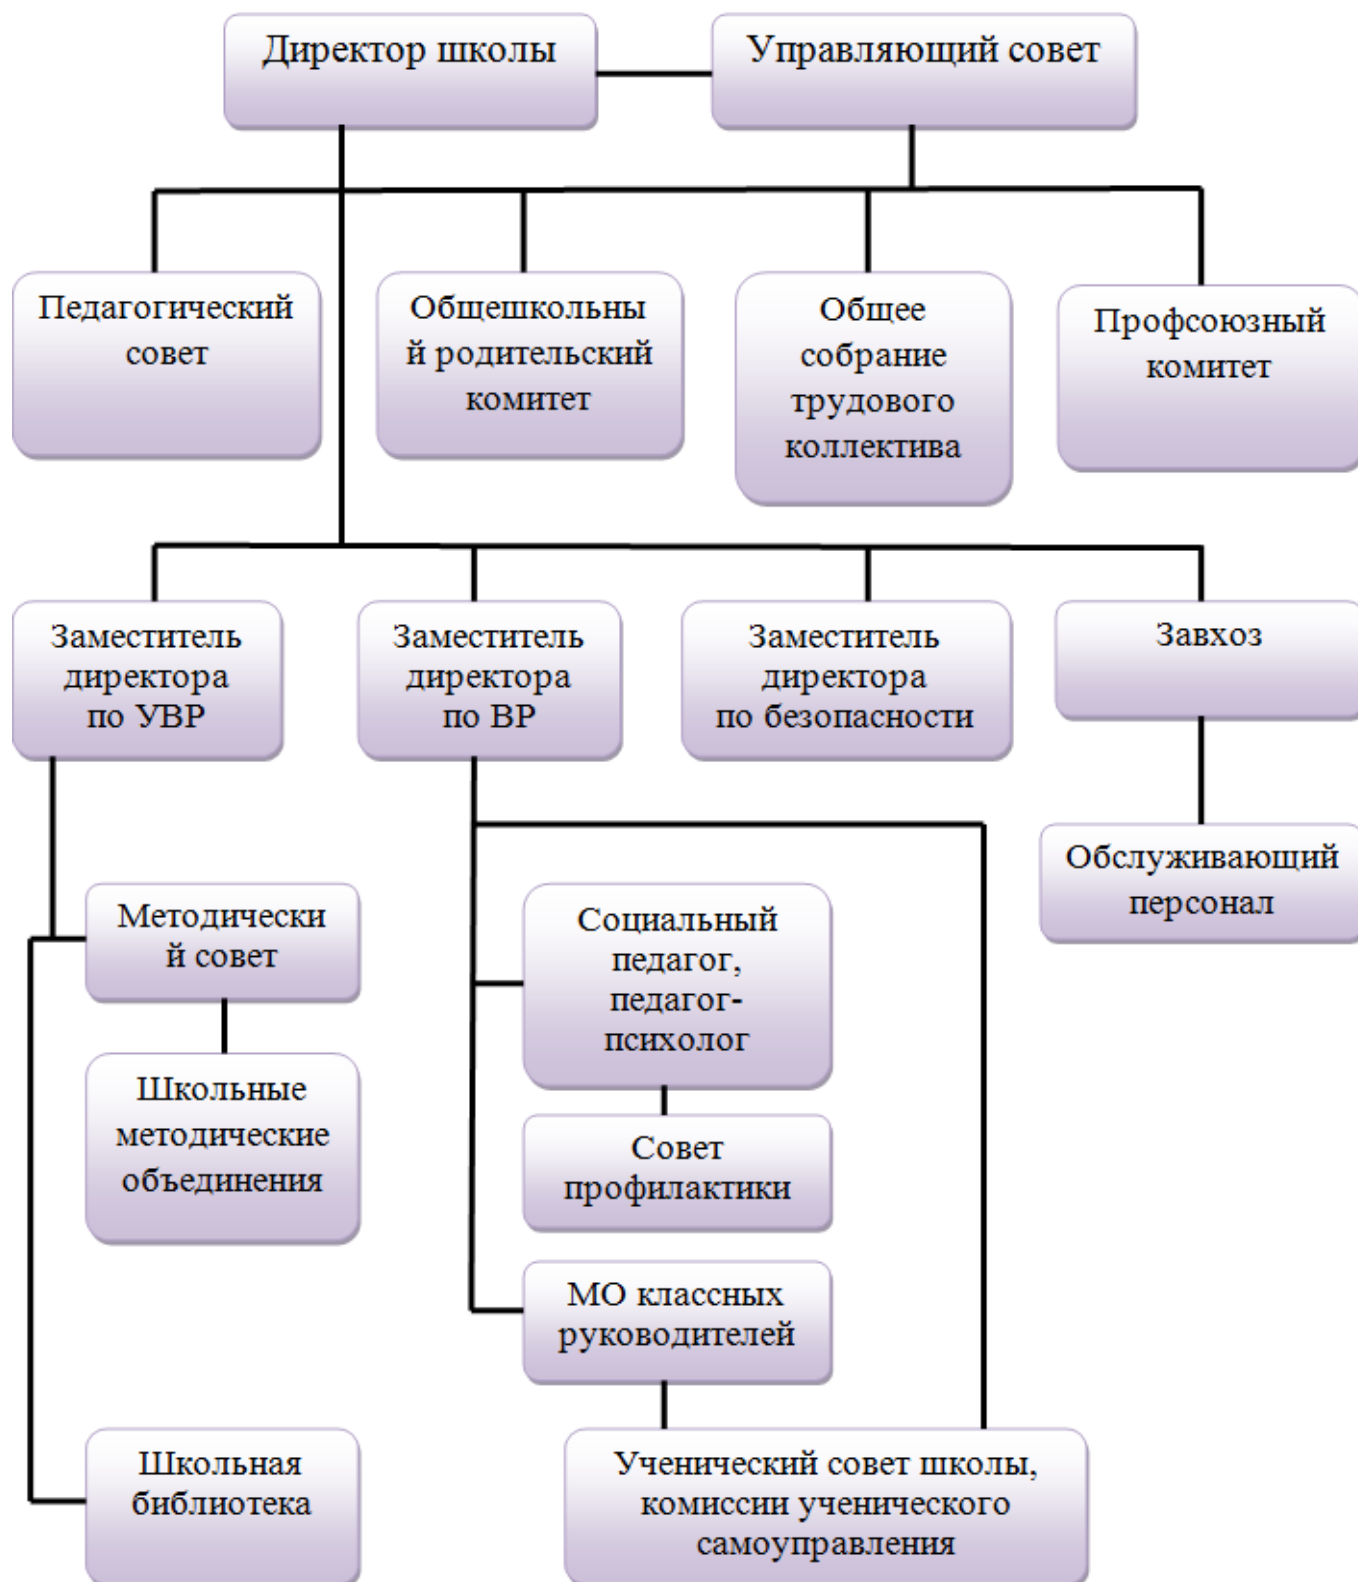 Директор школы
Управляющий совет
Педагогический
совет
Общешкольны
й родительский
комитет
Общее
собрание
трудового
коллектива
Профсоюзный
комитет
Заместитель
директора
по УВР
Заместитель
директора
по ВР
Заместитель
директора
по безопасности
Завхоз
Обслуживающий
персонал
Методически
й совет
Социальный
педагог,
педагог-
психолог
Школьные
методические
объединения
Совет
профилактики
МО классных
руководителей
Школьная
библиотека
Ученический совет школы,
комиссии ученического
самоуправления